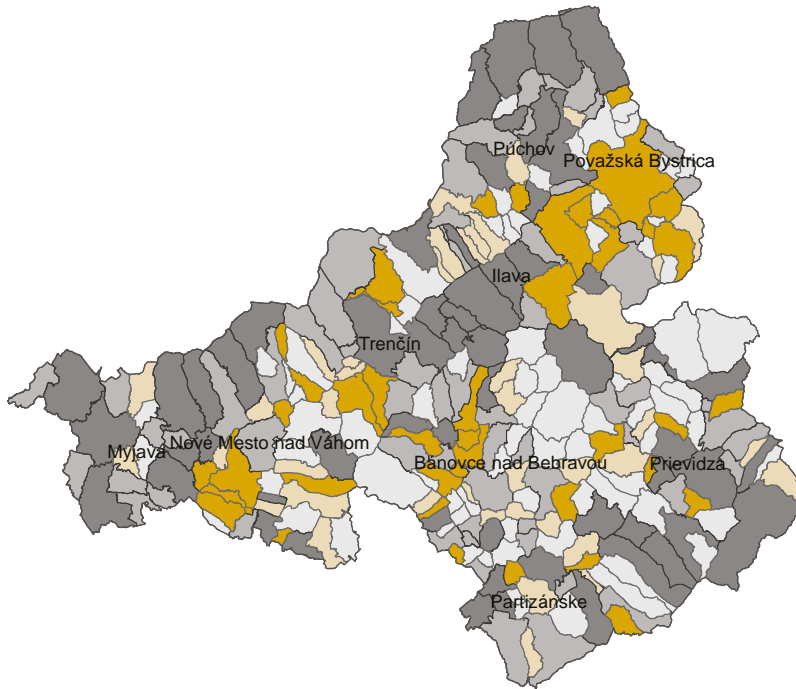 Púchov
Považská Bystrica
Ilava
Trenčín
Myjava
Nové Mesto nad Váhom
Bánovce nad Bebravou
Prievidza
Partizánske